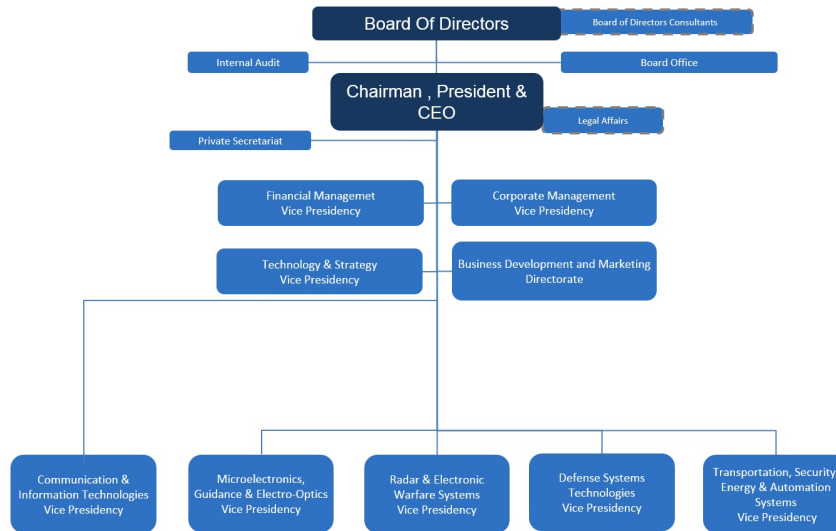 Board Of Directors
Board of Directors Consultants
Internal Audit
Board Office
Chairman , President &
CEO
Legal Affairs
Private Secretariat
Financial Managemet
Vice Presidency
Corporate Management
Vice Presidency
Technology & Strategy
Vice Presidency
Business Development and Marketing
Directorate
Communication &
Information Technologies
Vice Presidency
Microelectronics,
Guidance & Electro-Optics
Vice Presidency
Radar & Electronic
Warfare Systems
Vice Presidency
Defense Systems
Technologies
Vice Presidency
Transportation, Security,
Energy & Automation
Systems
Vice Presidency